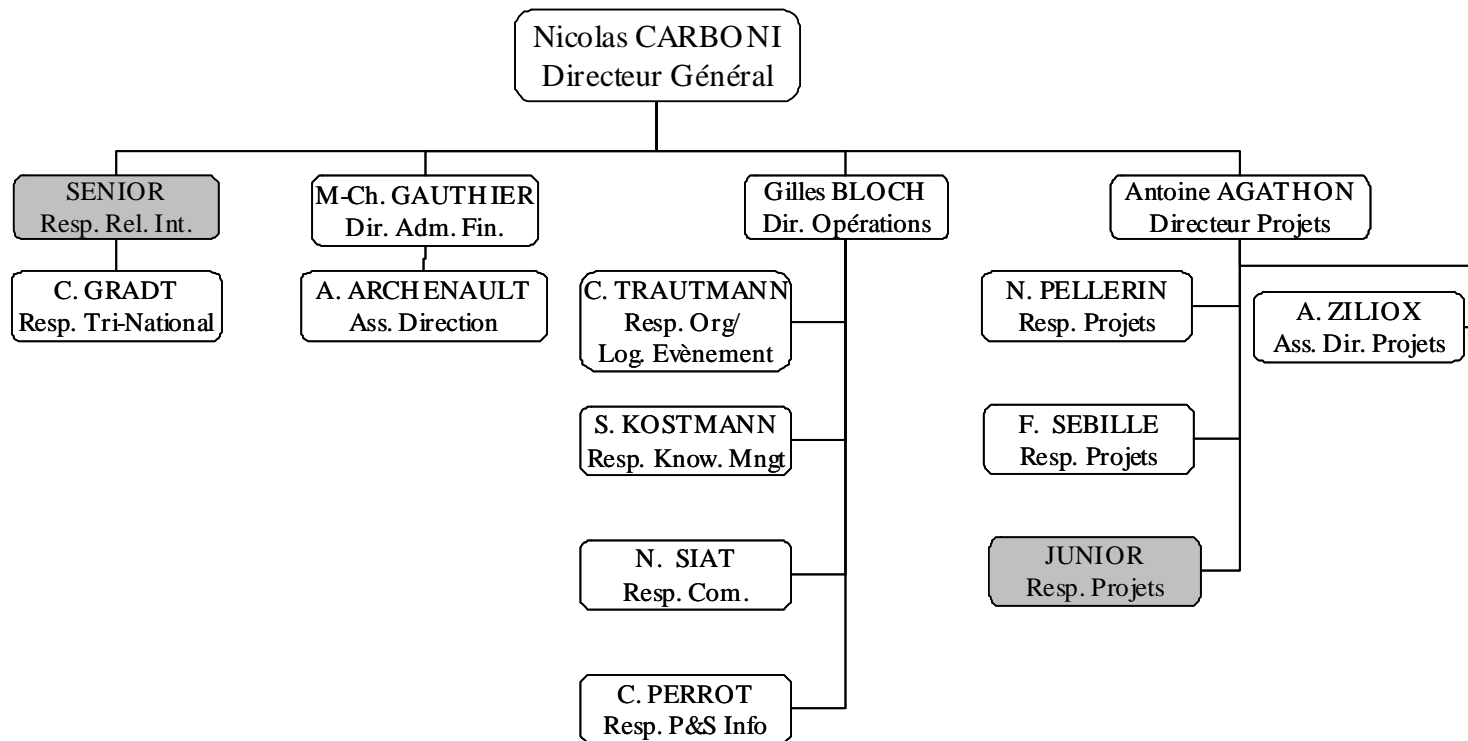 Nicolas CARBONI
Directeur Général
SENIOR
Resp. Rel. Int.
M-Ch. GAUTHIER
Dir. Adm. Fin.
Gilles BLOCH
Dir. Opérations
Antoine AGATHON
Directeur Projets
C. GRADT
Resp. Tri-National
A. ARCHENAULT
Ass. Direction
C. TRAUTMANN
Resp. Org/
Log. Evènement
N. PELLERIN
Resp. Projets
A. ZILIOX
Ass. Dir. Projets
S. KOSTMANN
Resp. Know. Mngt
F. SEBILLE
Resp. Projets
N. SIAT
Resp. Com.
JUNIOR
Resp. Projets
C. PERROT
Resp. P&S Info